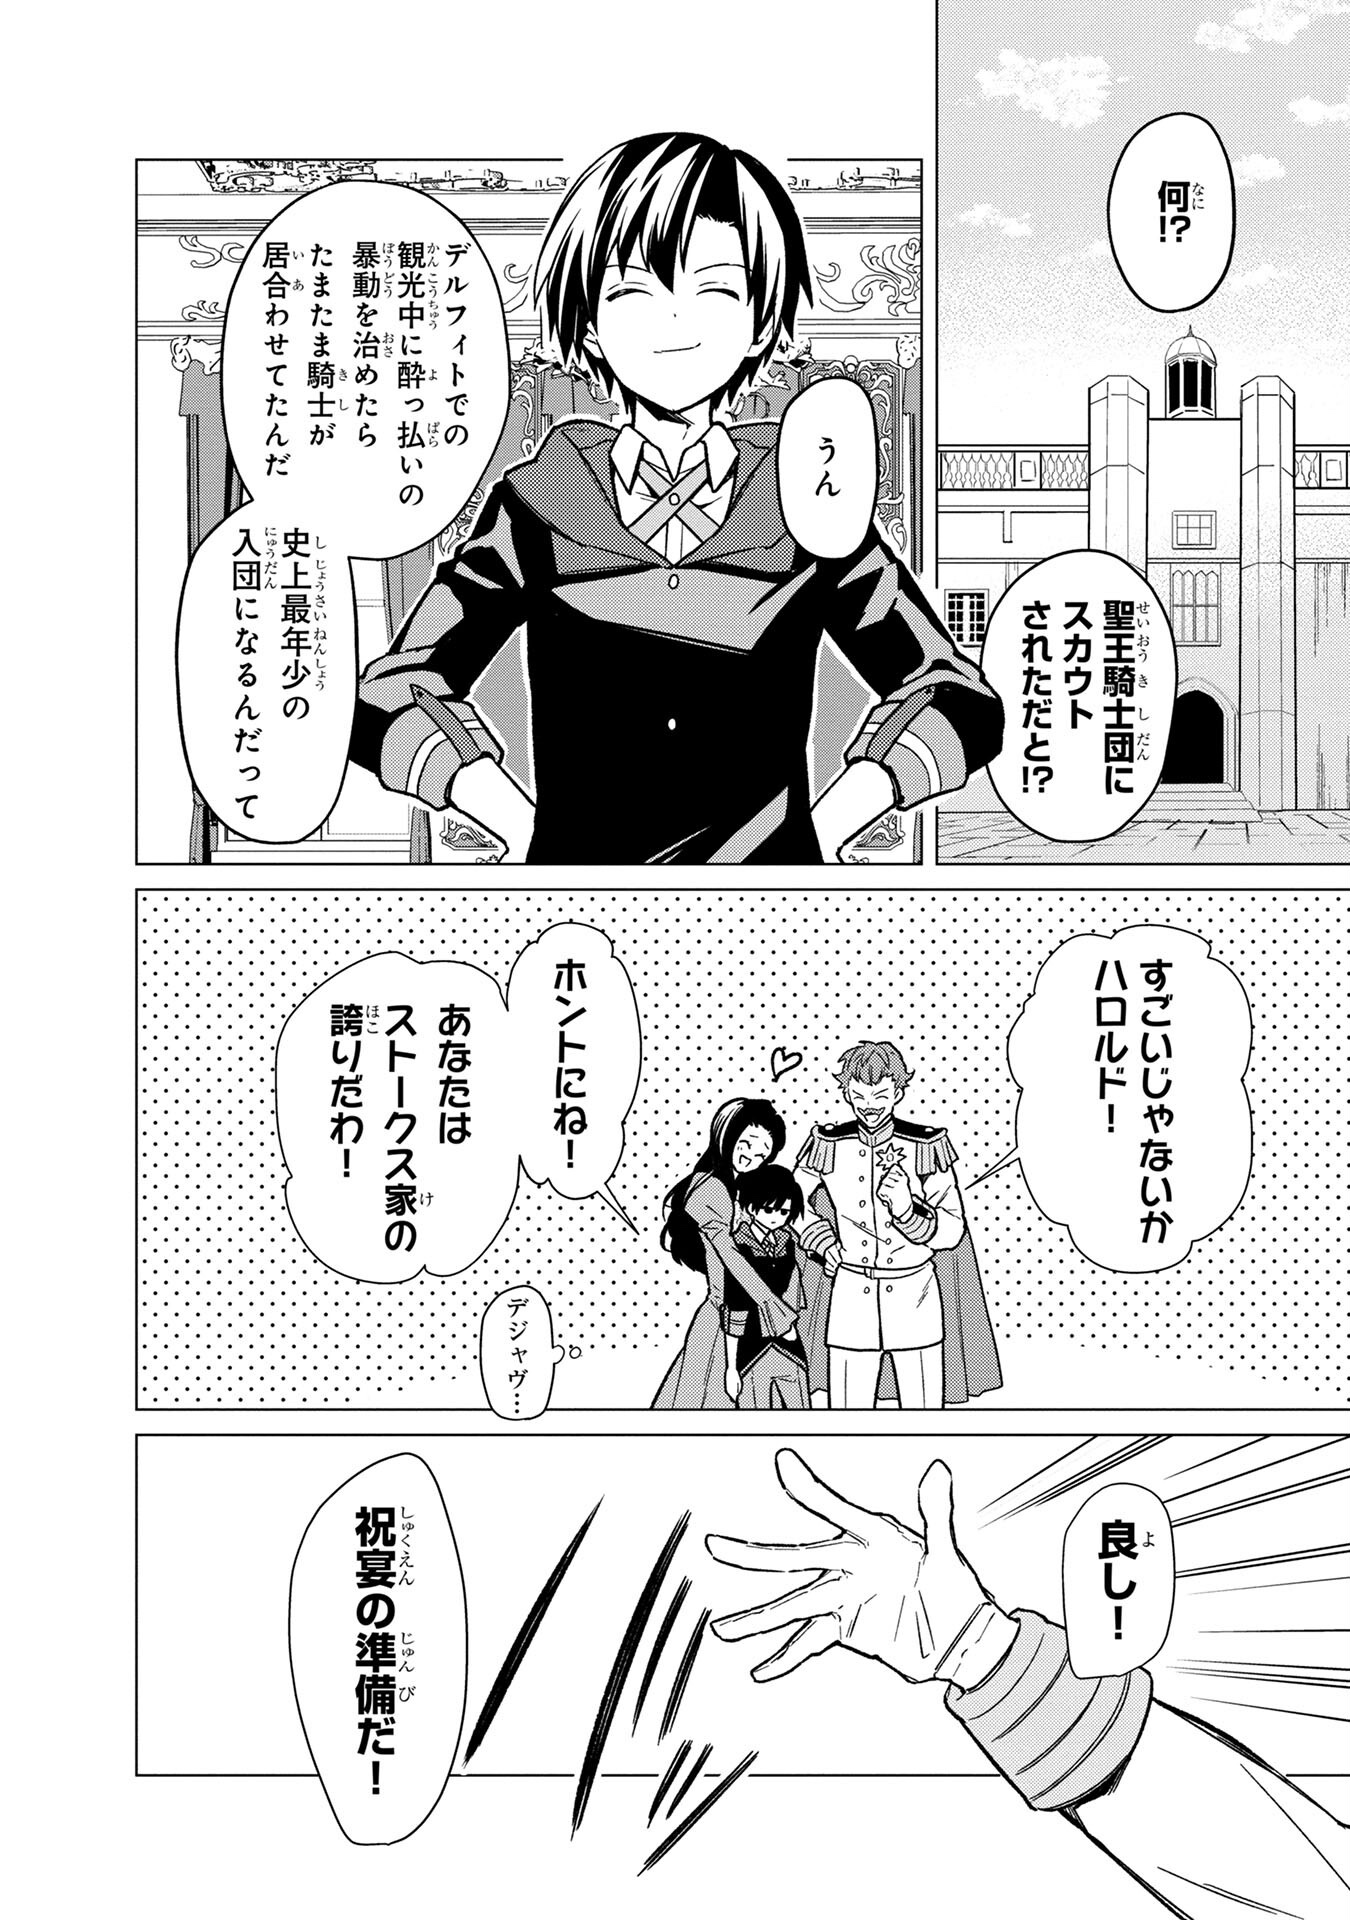 何!?
聖王騎士団に
スカウト
されただと!?
うん
デルフィトでの
観光中に酔っ払いの
暴動を治めたら
たまたま騎士が
居合わせてたんだ
史上最年少の
入団になるんだって
すごいじゃないか
ハロルド！
ホントにね！
あなたは
ストークス家の
誇りだわ！
デジャヴ…
良し！
祝宴の準備だ！